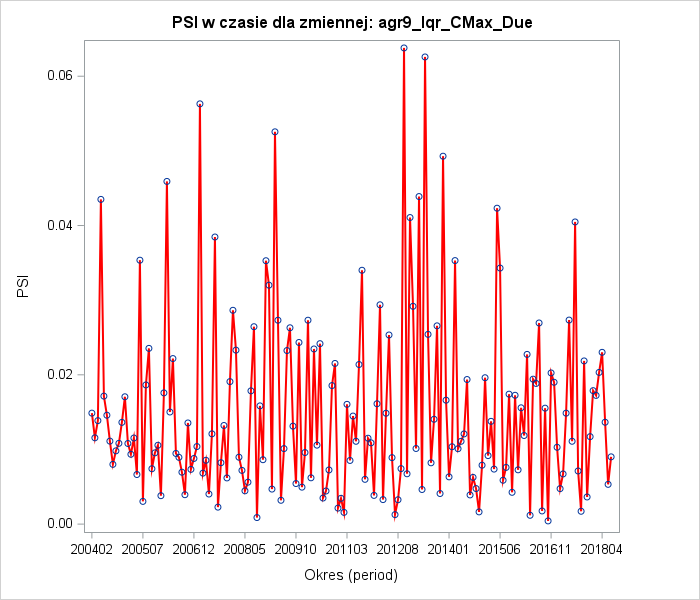 PSI w czasie dla zmiennej: agr9_Iqr_CMax_Due
0.06
0.04
0.02
0.00
PSI
200402 200507 200612 200805 200910 201103 201208 201401 201506 201611 201804
Okres (period)